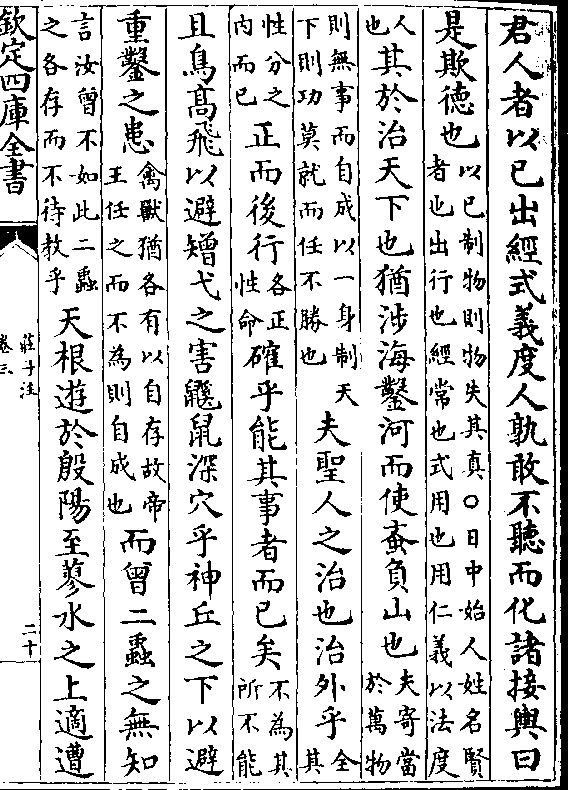 君人者以已出經式義度人孰敢不聽而化諸接輿曰
是欺德也以已制物則物失其真○日中始人姓名賢者也出行也經常也式用也用仁義以法度
人也其於治天下也猶涉海鑿河而使蚉負山也夫寄當於萬物
則無事而自成以一身制天下則功莫就而任不勝也夫聖人之治也治外乎全其
性分之内而已正而後行各正性命確乎能其事者而已矣不為其所不能
且鳥髙飛以避矰弋之害鼷鼠深穴乎神丘之下以避
重鑿之患禽獸猶各有以自存故帝王任之而不為則自成也而曾二蟲之無知
言汝曾不如此二蟲之各存而不待教乎天根遊於殷陽至蓼水之上適遭
欽定四庫全書
莊子注
卷三
二十